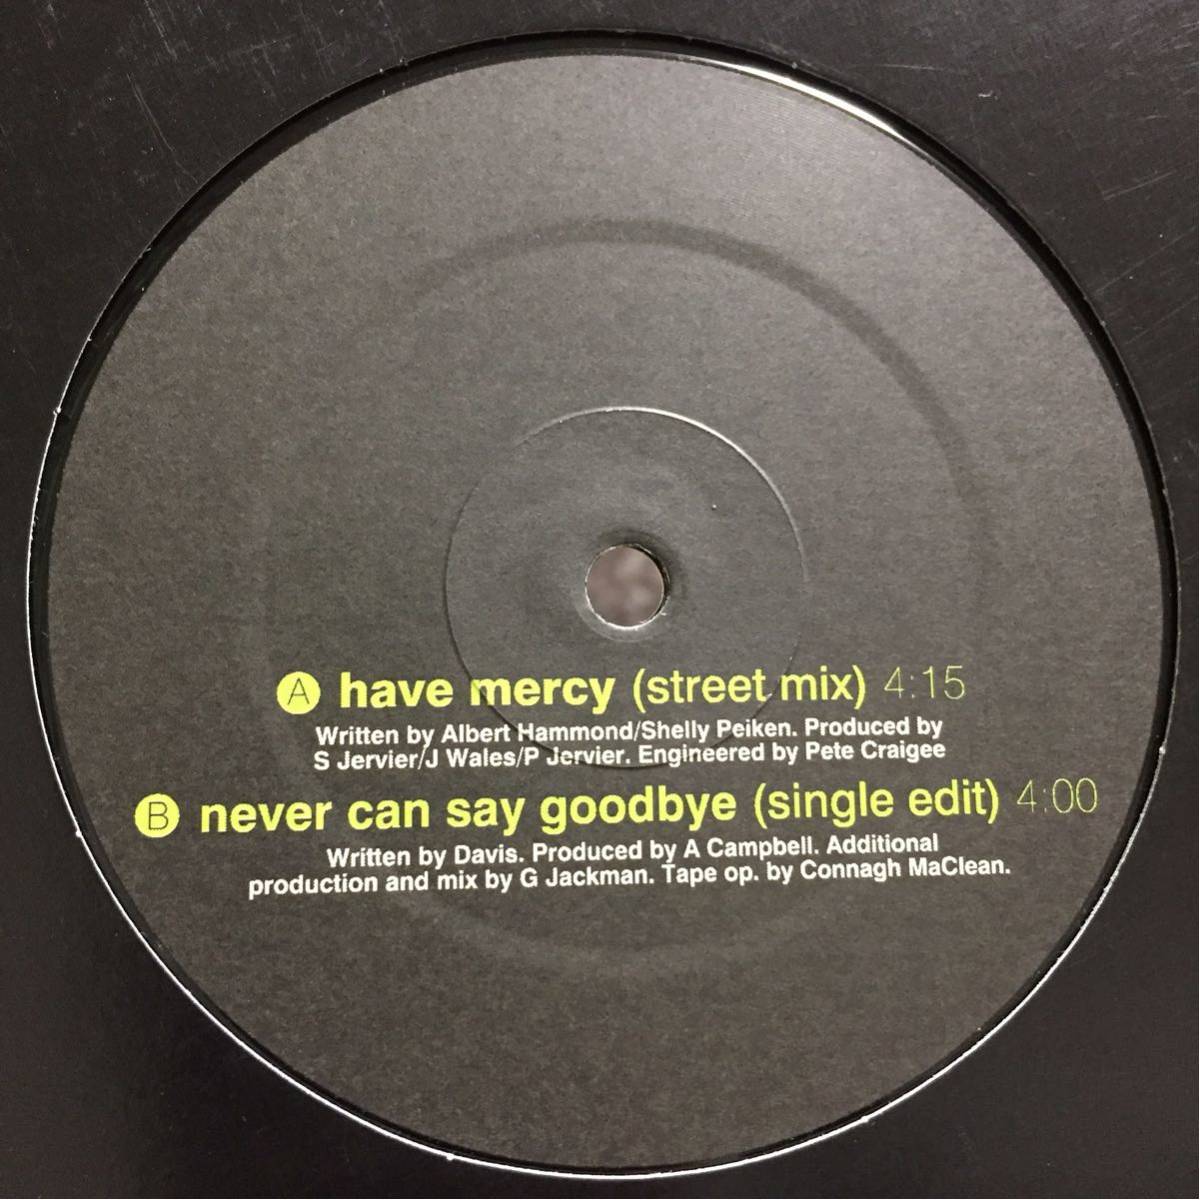 A have mercy (street mix) 4:15
Written by Albert Hammond/Shelly Peiken. Produced by
S Jervier/J Wales/P Jervier. Engineered by Pete Craigee
B never can say goodbye (single edit) 4:00
Written by Davis. Produced by A Campbell. Additional
production and mix by G Jackman. Tape op. by Connagh MaClean.